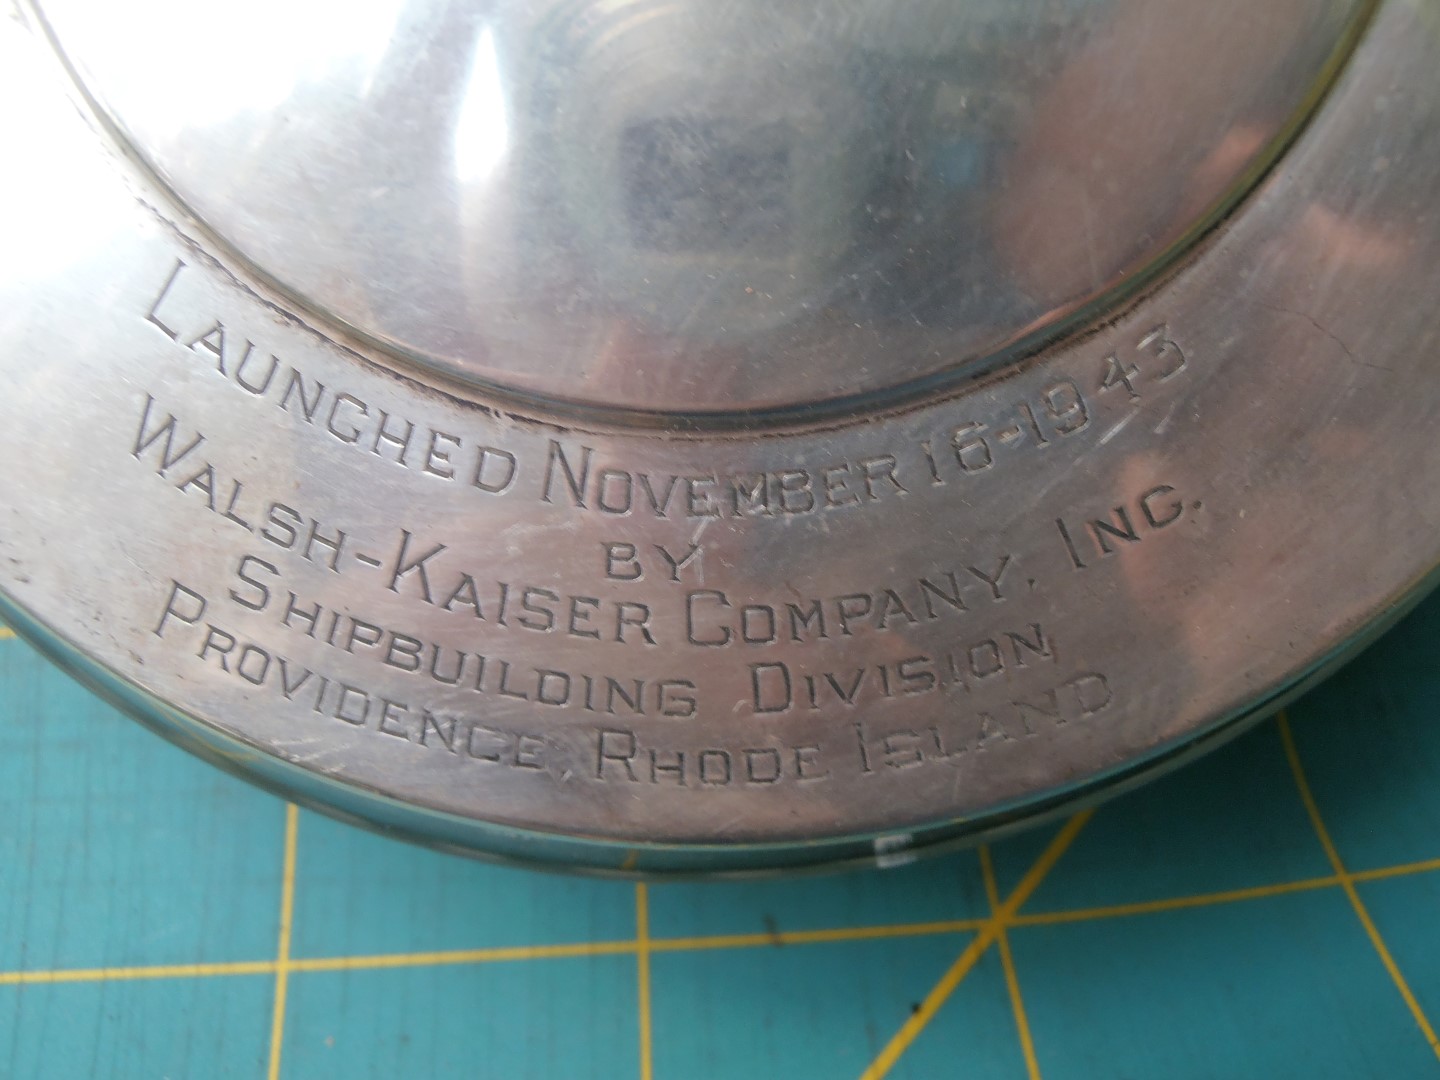 LAUNCHED NOVEMBER 16-1943
BY
WALSH-KAISER COMPANY, INC.
SHIPBUILDING DIVISION
PROVIDENCE, RHODE ISLAND